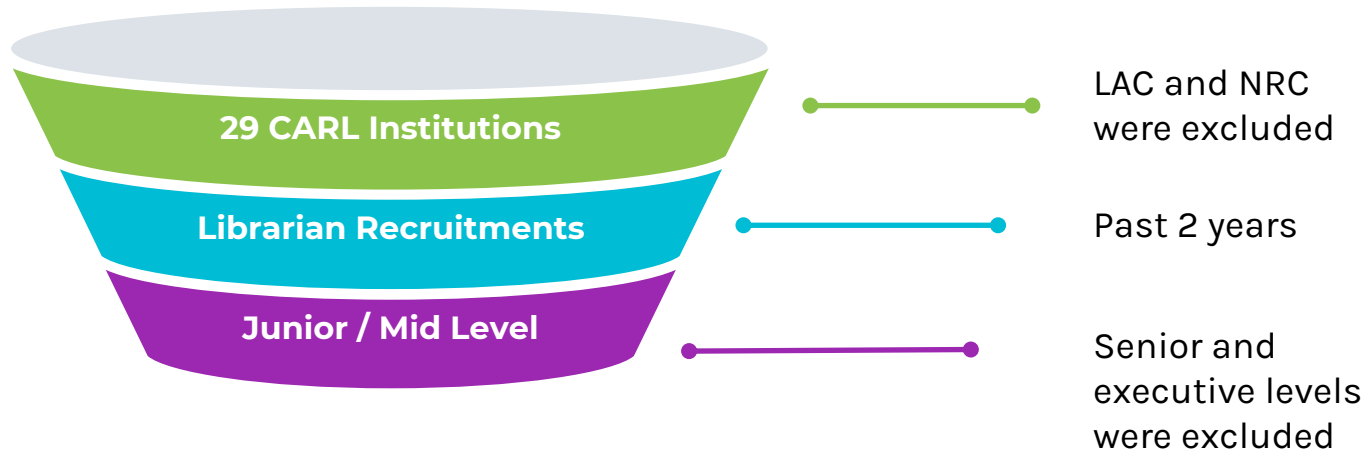 29 CARL Institutions
LAC and NRC
were excluded
Librarian Recruitments
Past 2 years
Junior / Mid Level
Senior and
executive levels
were excluded